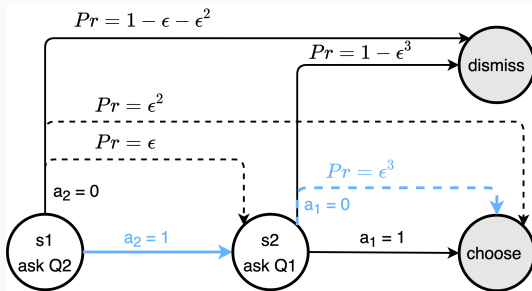 Pr = 1 − ϵ − ϵ²
Pr = 1 − ϵ³
dismiss
Pr = ϵ²
Pr = ϵ
Pr = ϵ³
a₂ = 0
a₁ = 0
s1
ask Q2
a₂ = 1
s2
ask Q1
a₁ = 1
choose